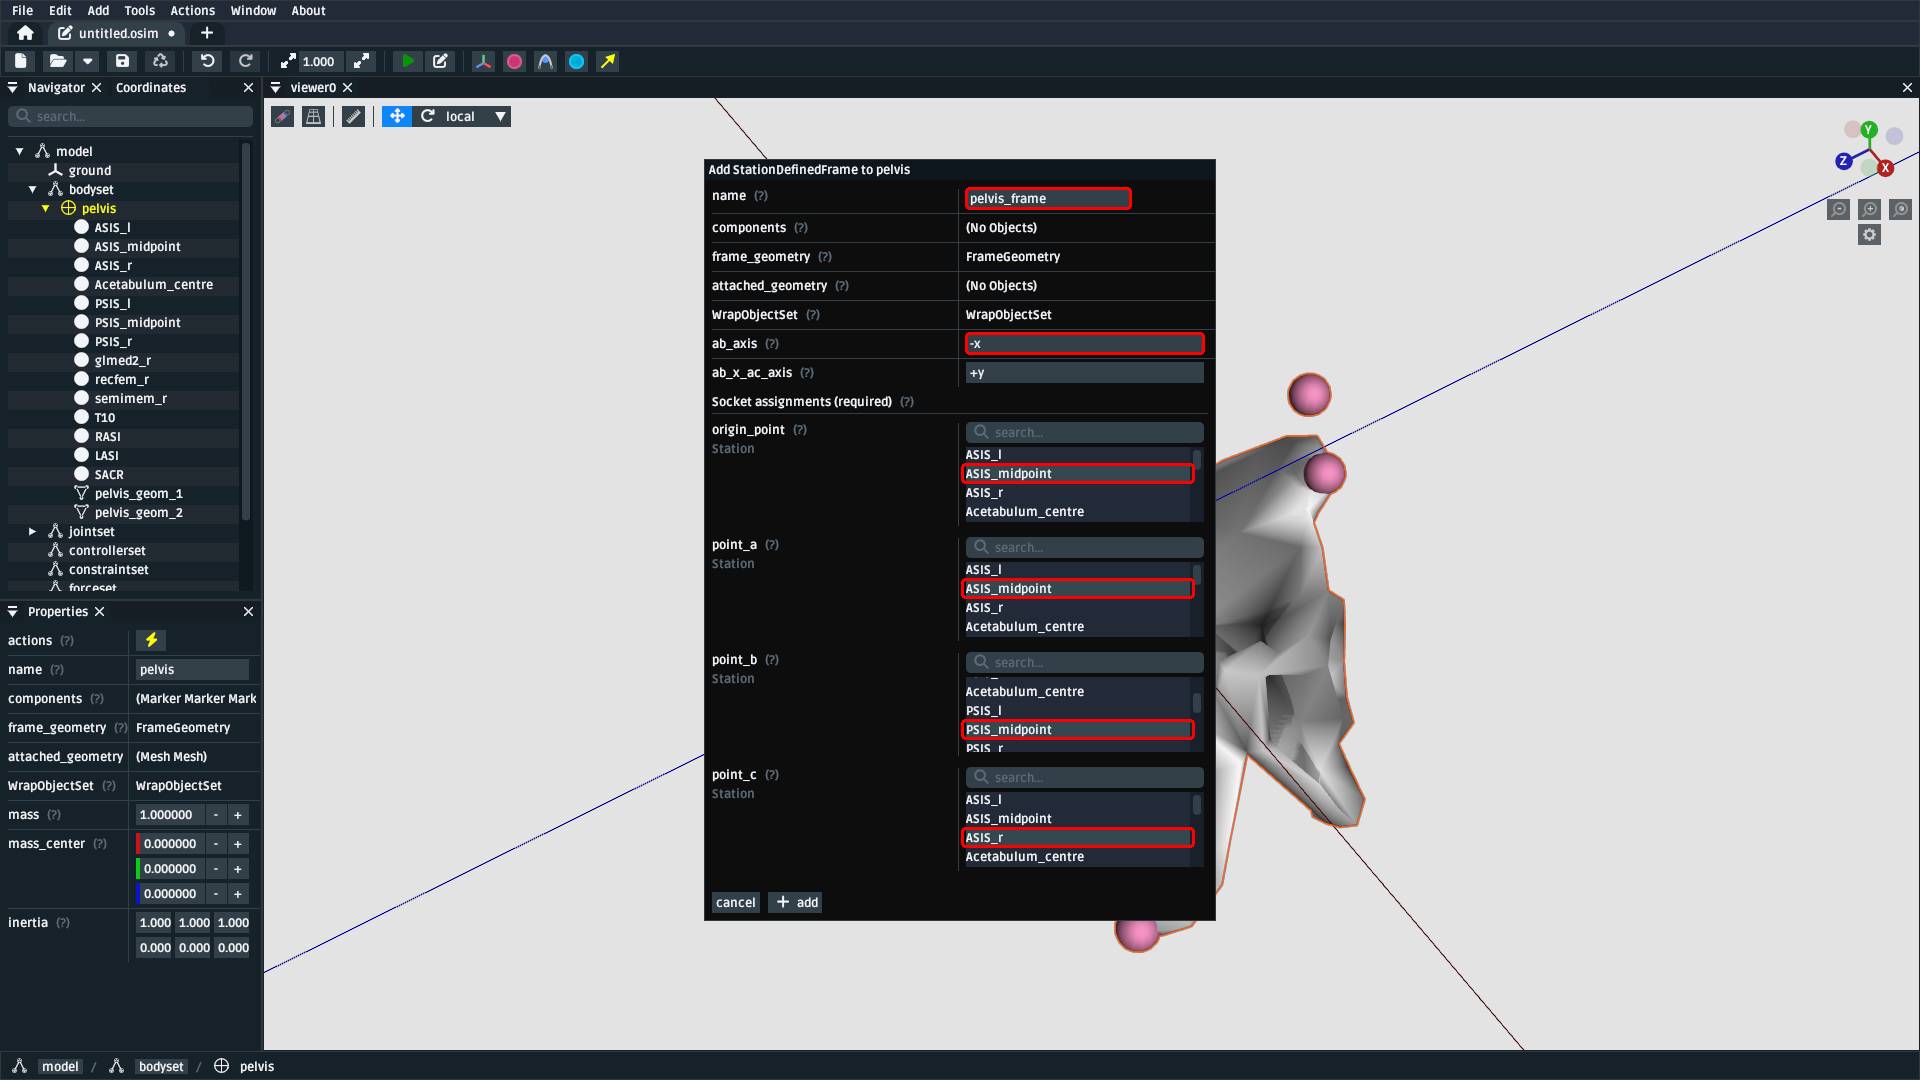 File Edit Add Tools Actions Window About
untitled.osim
1.000
Navigator Coordinates
search...
model
ground
bodyset
pelvis
ASIS_l
ASIS_midpoint
ASIS_r
Acetabulum_centre
PSIS_l
PSIS_midpoint
PSIS_r
glmed2_r
recfem_r
semimem_r
T10
RASI
LASI
SACR
pelvis_geom_1
pelvis_geom_2
jointset
controllerset
constraintset
forceset
Properties
actions (?)
name (?) pelvis
components (?) (Marker Marker Mark
frame_geometry (?) FrameGeometry
attached_geometry (Mesh Mesh)
WrapObjectSet (?) WrapObjectSet
mass (?) 1.000000 - +
mass_center (?) 0.000000 - +
0.000000 - +
0.000000 - +
inertia (?) 1.000 1.000 1.000
0.000 0.000 0.000
viewer0
local
Y
Z
X
Add StationDefinedFrame to pelvis
name (?) pelvis_frame
components (?) (No Objects)
frame_geometry (?) FrameGeometry
attached_geometry (?) (No Objects)
WrapObjectSet (?) WrapObjectSet
ab_axis (?) -x
ab_x_ac_axis (?) +y
Socket assignments (required) (?)
origin_point (?) search...
Station
ASIS_l
ASIS_midpoint
ASIS_r
Acetabulum_centre
point_a (?) search...
Station
ASIS_l
ASIS_midpoint
ASIS_r
Acetabulum_centre
point_b (?) search...
Station
Acetabulum_centre
PSIS_l
PSIS_midpoint
PSIS_r
point_c (?) search...
Station
ASIS_l
ASIS_midpoint
ASIS_r
Acetabulum_centre
cancel + add
model / bodyset / pelvis